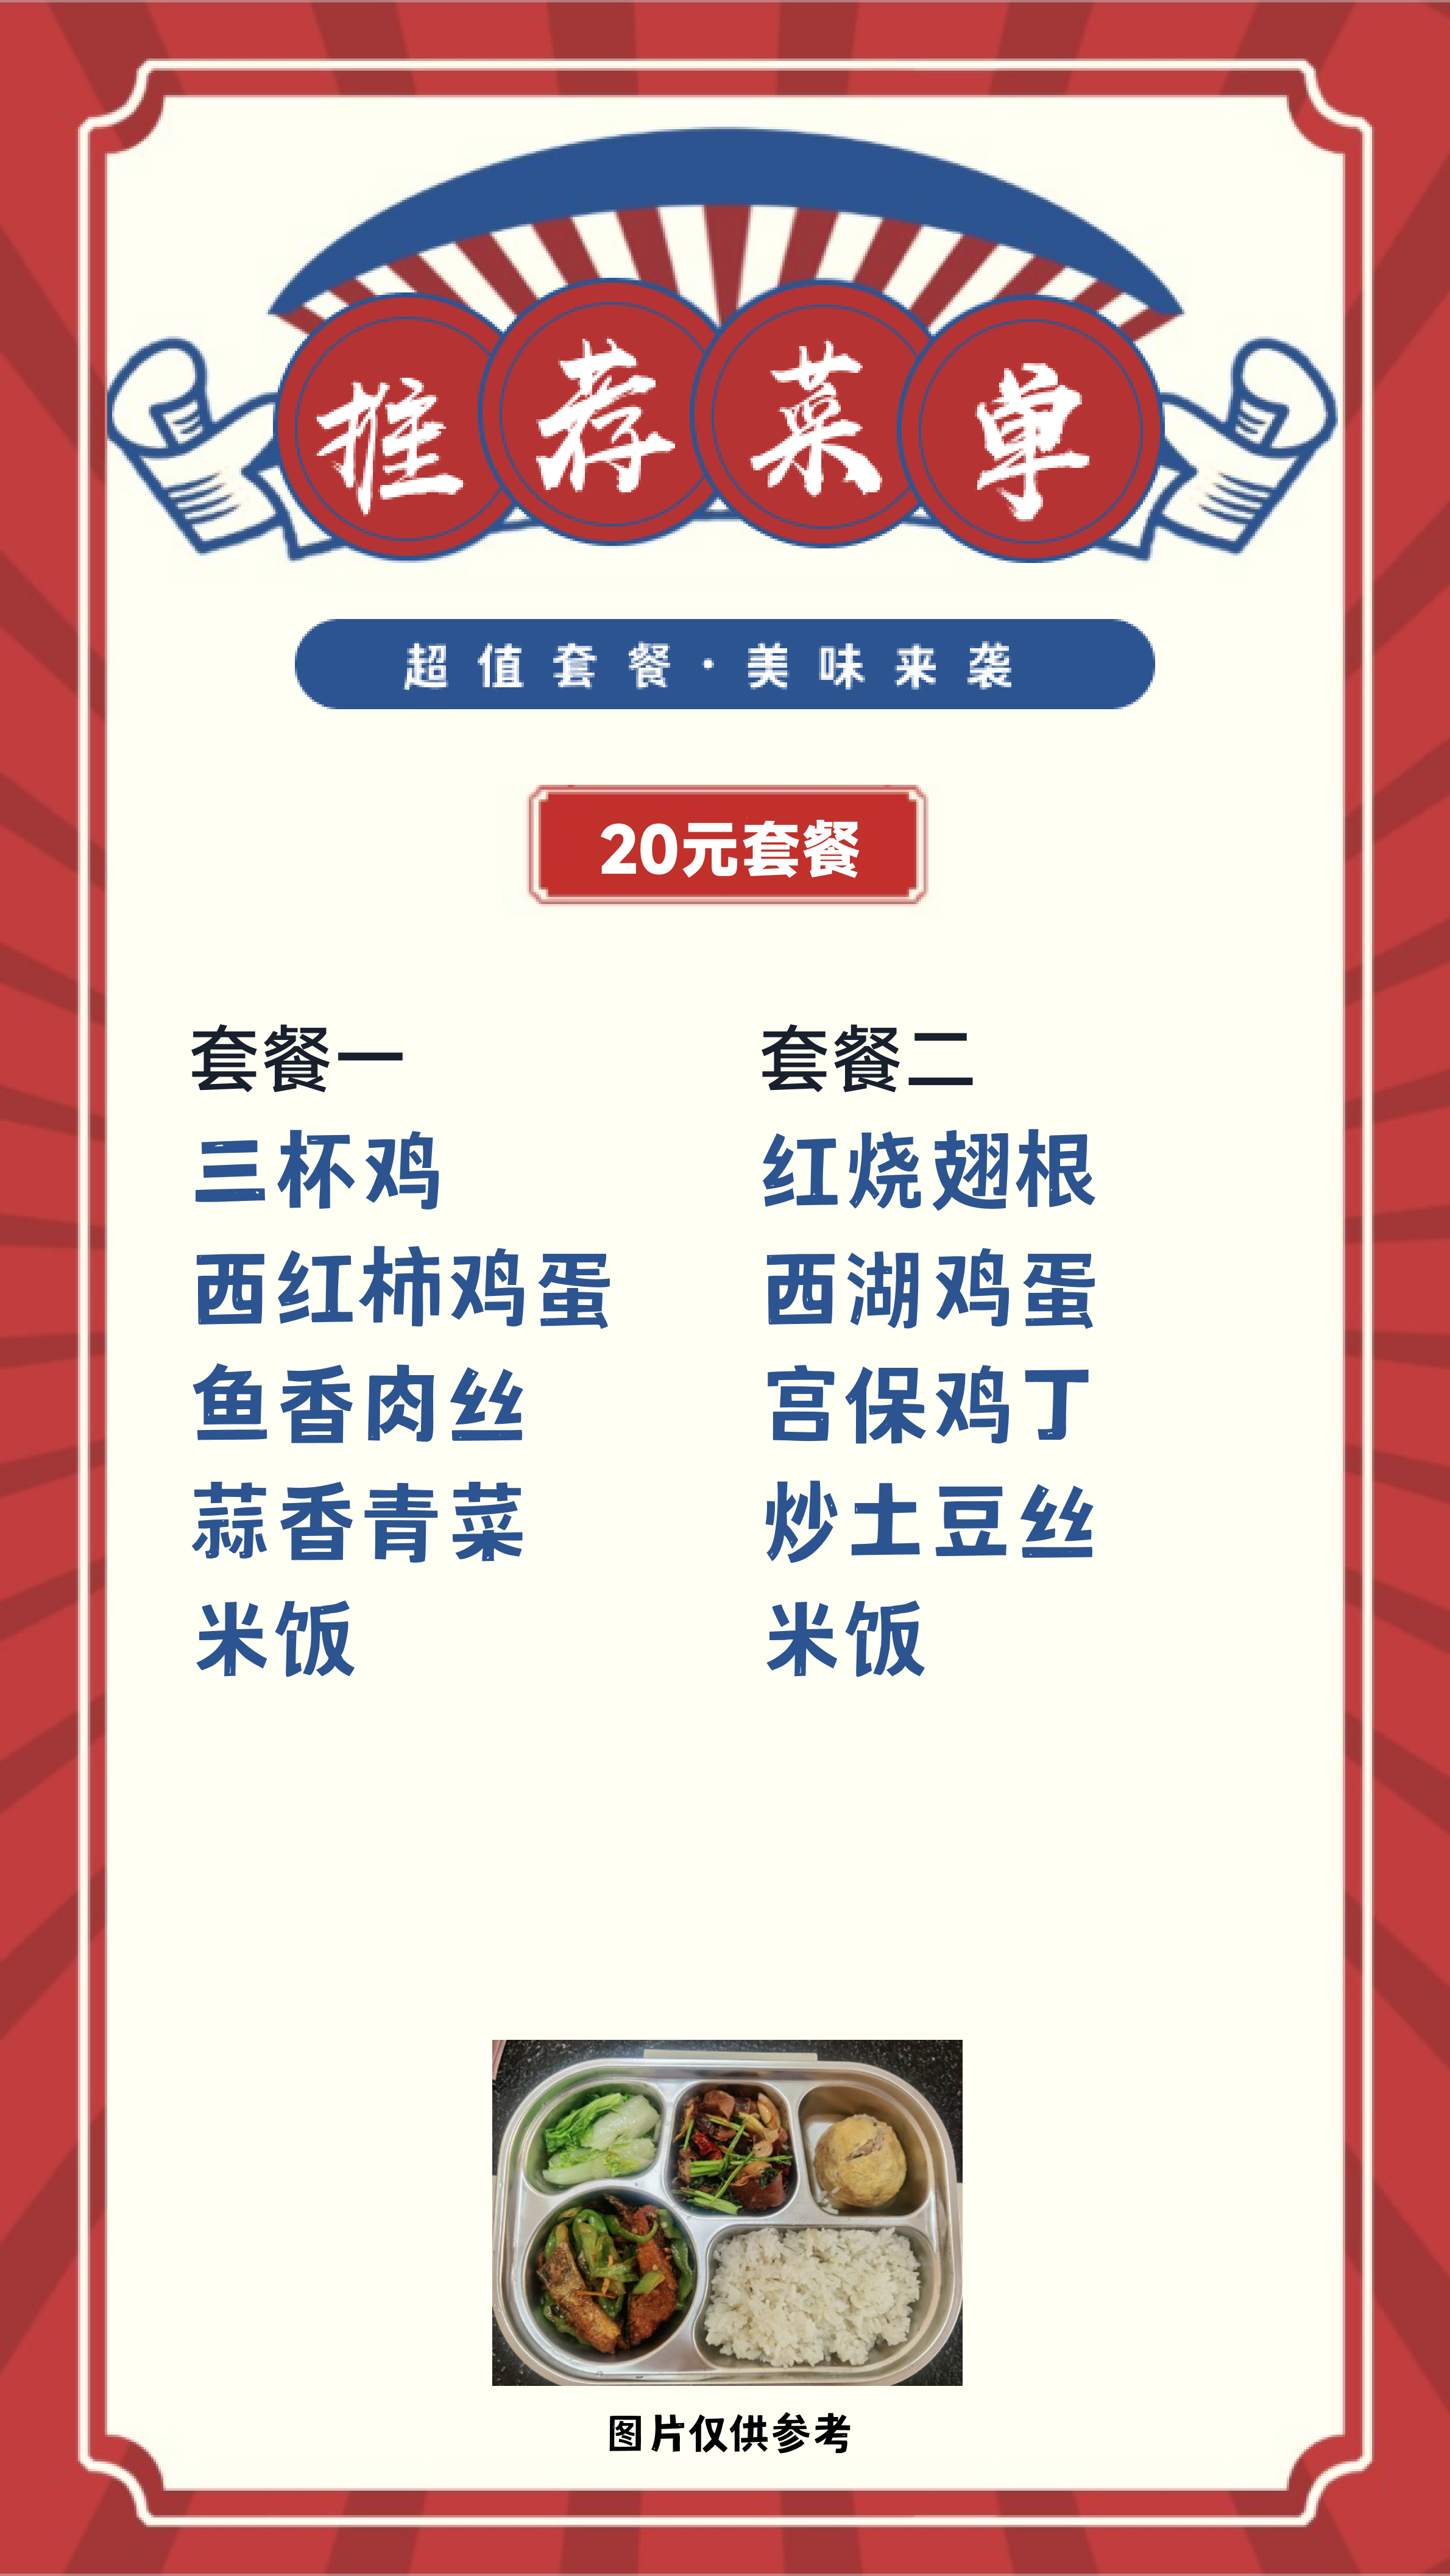 推荐菜单
超值套餐·美味来袭
20元套餐
套餐一
三杯鸡
西红柿鸡蛋
鱼香肉丝
蒜香青菜
米饭
套餐二
红烧翅根
西湖鸡蛋
宫保鸡丁
炒土豆丝
米饭
图片仅供参考